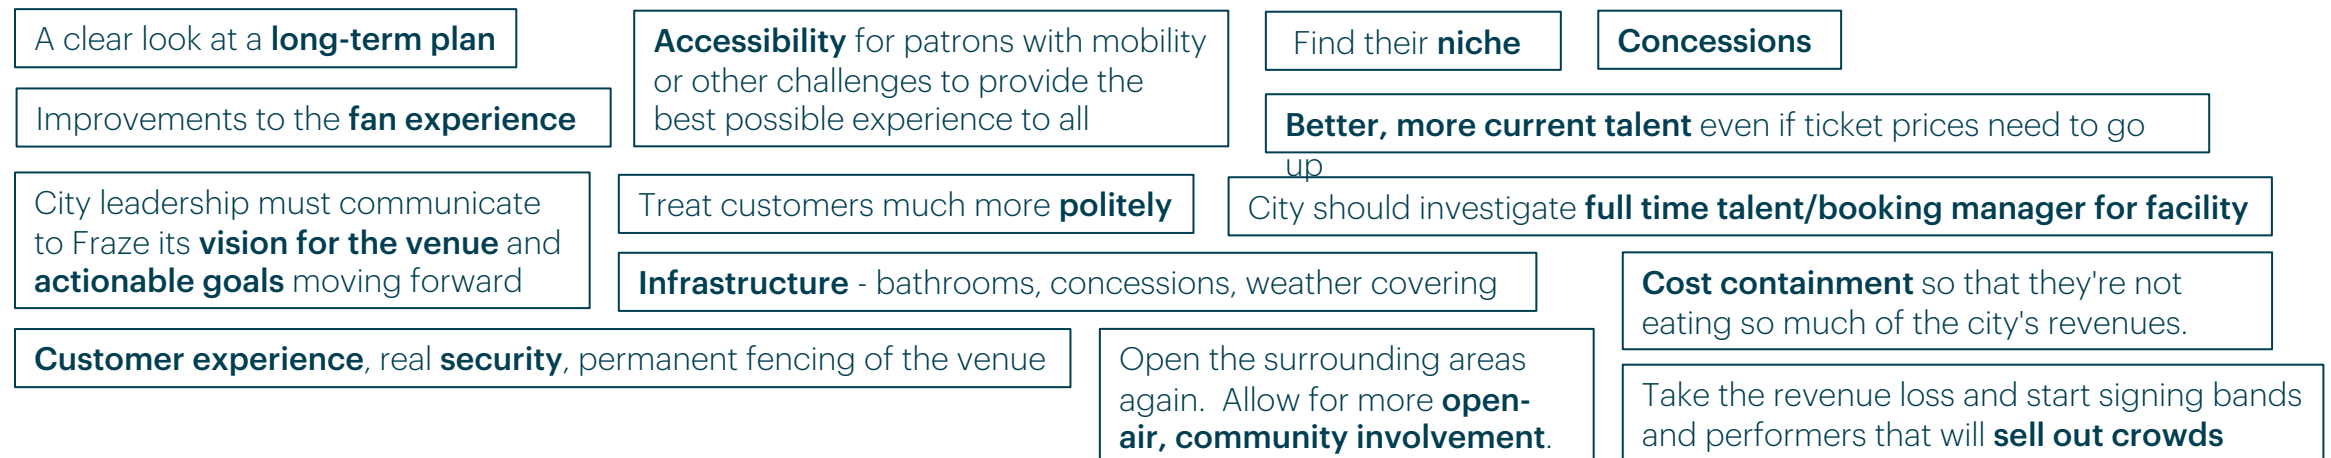 A clear look at a long-term plan
Accessibility for patrons with mobility
or other challenges to provide the
best possible experience to all
Find their niche
Concessions
Improvements to the fan experience
Better, more current talent even if ticket prices need to go
up
City leadership must communicate
to Fraze its vision for the venue and
actionable goals moving forward
Treat customers much more politely
City should investigate full time talent/booking manager for facility
Infrastructure - bathrooms, concessions, weather covering
Cost containment so that they're not
eating so much of the city's revenues.
Customer experience, real security, permanent fencing of the venue
Open the surrounding areas
again.  Allow for more open-
air, community involvement.
Take the revenue loss and start signing bands
and performers that will sell out crowds